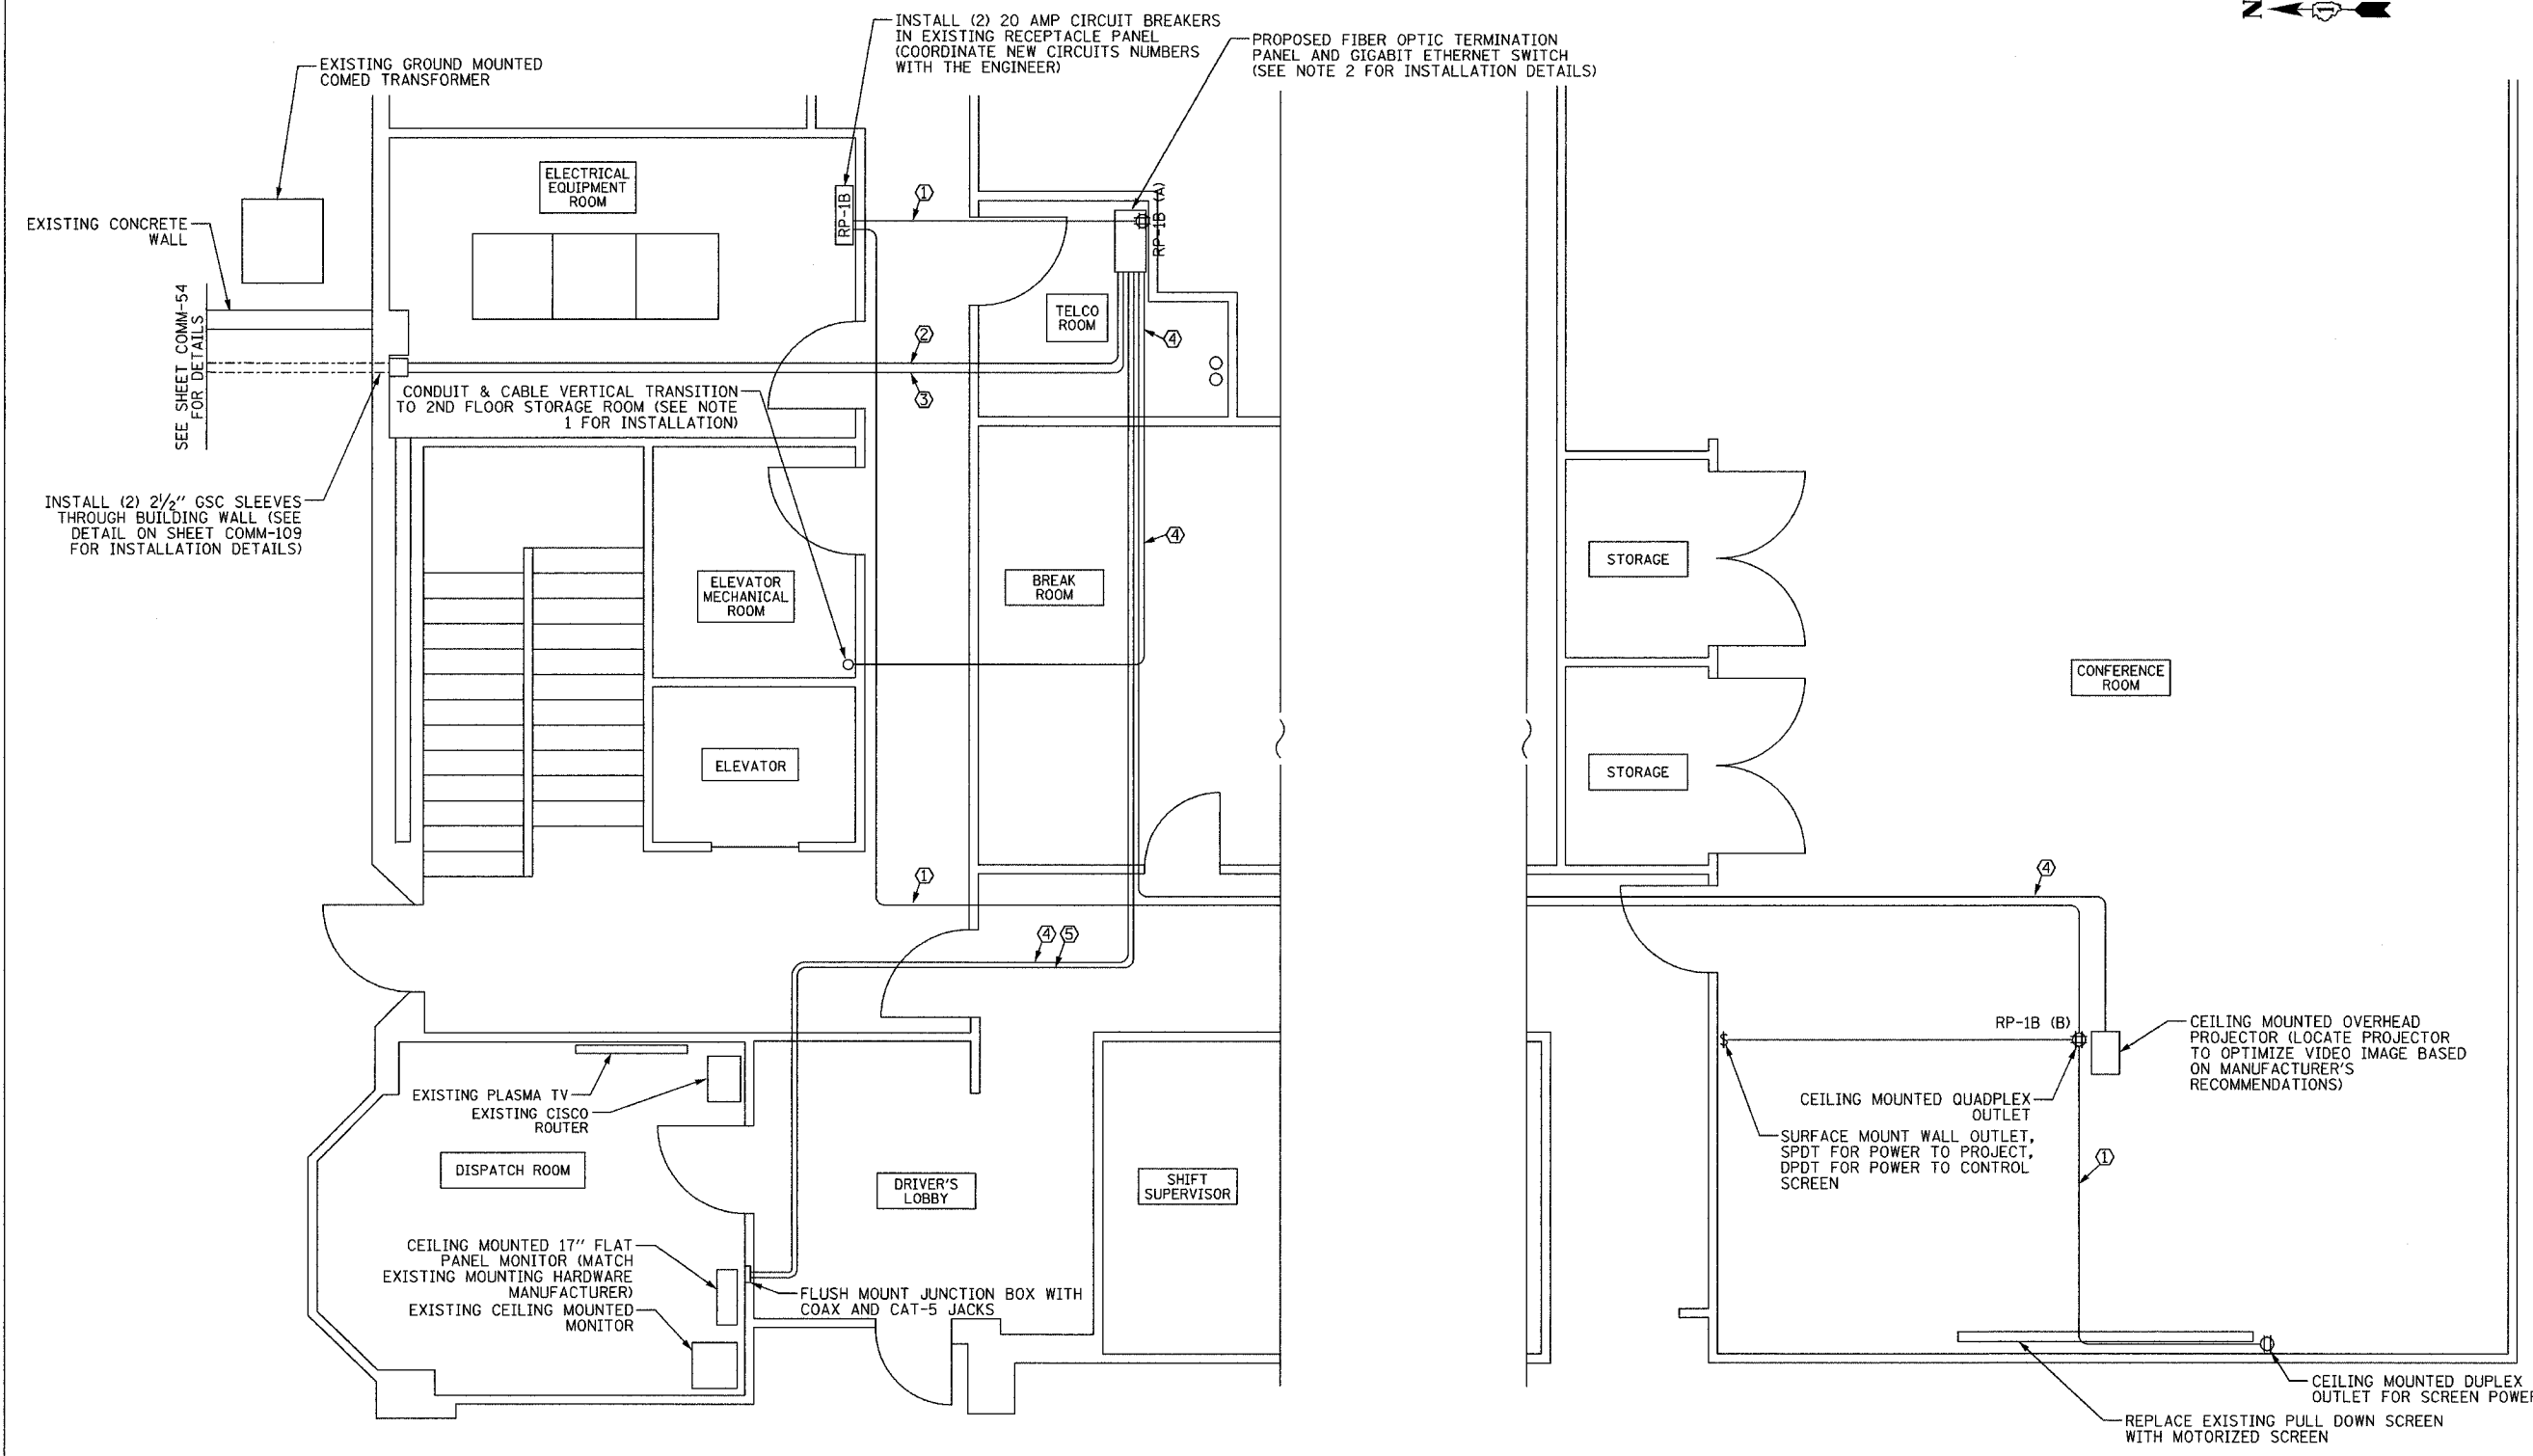 N
INSTALL (2) 20 AMP CIRCUIT BREAKERS
IN EXISTING RECEPTACLE PANEL
(COORDINATE NEW CIRCUITS NUMBERS
WITH THE ENGINEER)
PROPOSED FIBER OPTIC TERMINATION
PANEL AND GIGABIT ETHERNET SWITCH
(SEE NOTE 2 FOR INSTALLATION DETAILS)
EXISTING GROUND MOUNTED
COMED TRANSFORMER
ELECTRICAL
EQUIPMENT
ROOM
RP-1B
1
RP-1B (A)
EXISTING CONCRETE
WALL
SEE SHEET COMM-54
FOR DETAILS
TELCO
ROOM
2
4
3
CONDUIT & CABLE VERTICAL TRANSITION
TO 2ND FLOOR STORAGE ROOM (SEE NOTE
1 FOR INSTALLATION)
INSTALL (2) 2 1/2" GSC SLEEVES
THROUGH BUILDING WALL (SEE
DETAIL ON SHEET COMM-109
FOR INSTALLATION DETAILS)
4
ELEVATOR
MECHANICAL
ROOM
BREAK
ROOM
STORAGE
CONFERENCE
ROOM
ELEVATOR
STORAGE
1
4
4
5
RP-1B (B)
CEILING MOUNTED OVERHEAD
PROJECTOR (LOCATE PROJECTOR
TO OPTIMIZE VIDEO IMAGE BASED
ON MANUFACTURER'S
RECOMMENDATIONS)
EXISTING PLASMA TV
EXISTING CISCO
ROUTER
CEILING MOUNTED QUADPLEX
OUTLET
SURFACE MOUNT WALL OUTLET,
SPDT FOR POWER TO PROJECT,
DPDT FOR POWER TO CONTROL
SCREEN
1
DISPATCH ROOM
DRIVER'S
LOBBY
SHIFT
SUPERVISOR
CEILING MOUNTED 17" FLAT
PANEL MONITOR (MATCH
EXISTING MOUNTING HARDWARE
MANUFACTURER)
EXISTING CEILING MOUNTED
MONITOR
FLUSH MOUNT JUNCTION BOX WITH
COAX AND CAT-5 JACKS
CEILING MOUNTED DUPLEX
OUTLET FOR SCREEN POWER
REPLACE EXISTING PULL DOWN SCREEN
WITH MOTORIZED SCREEN